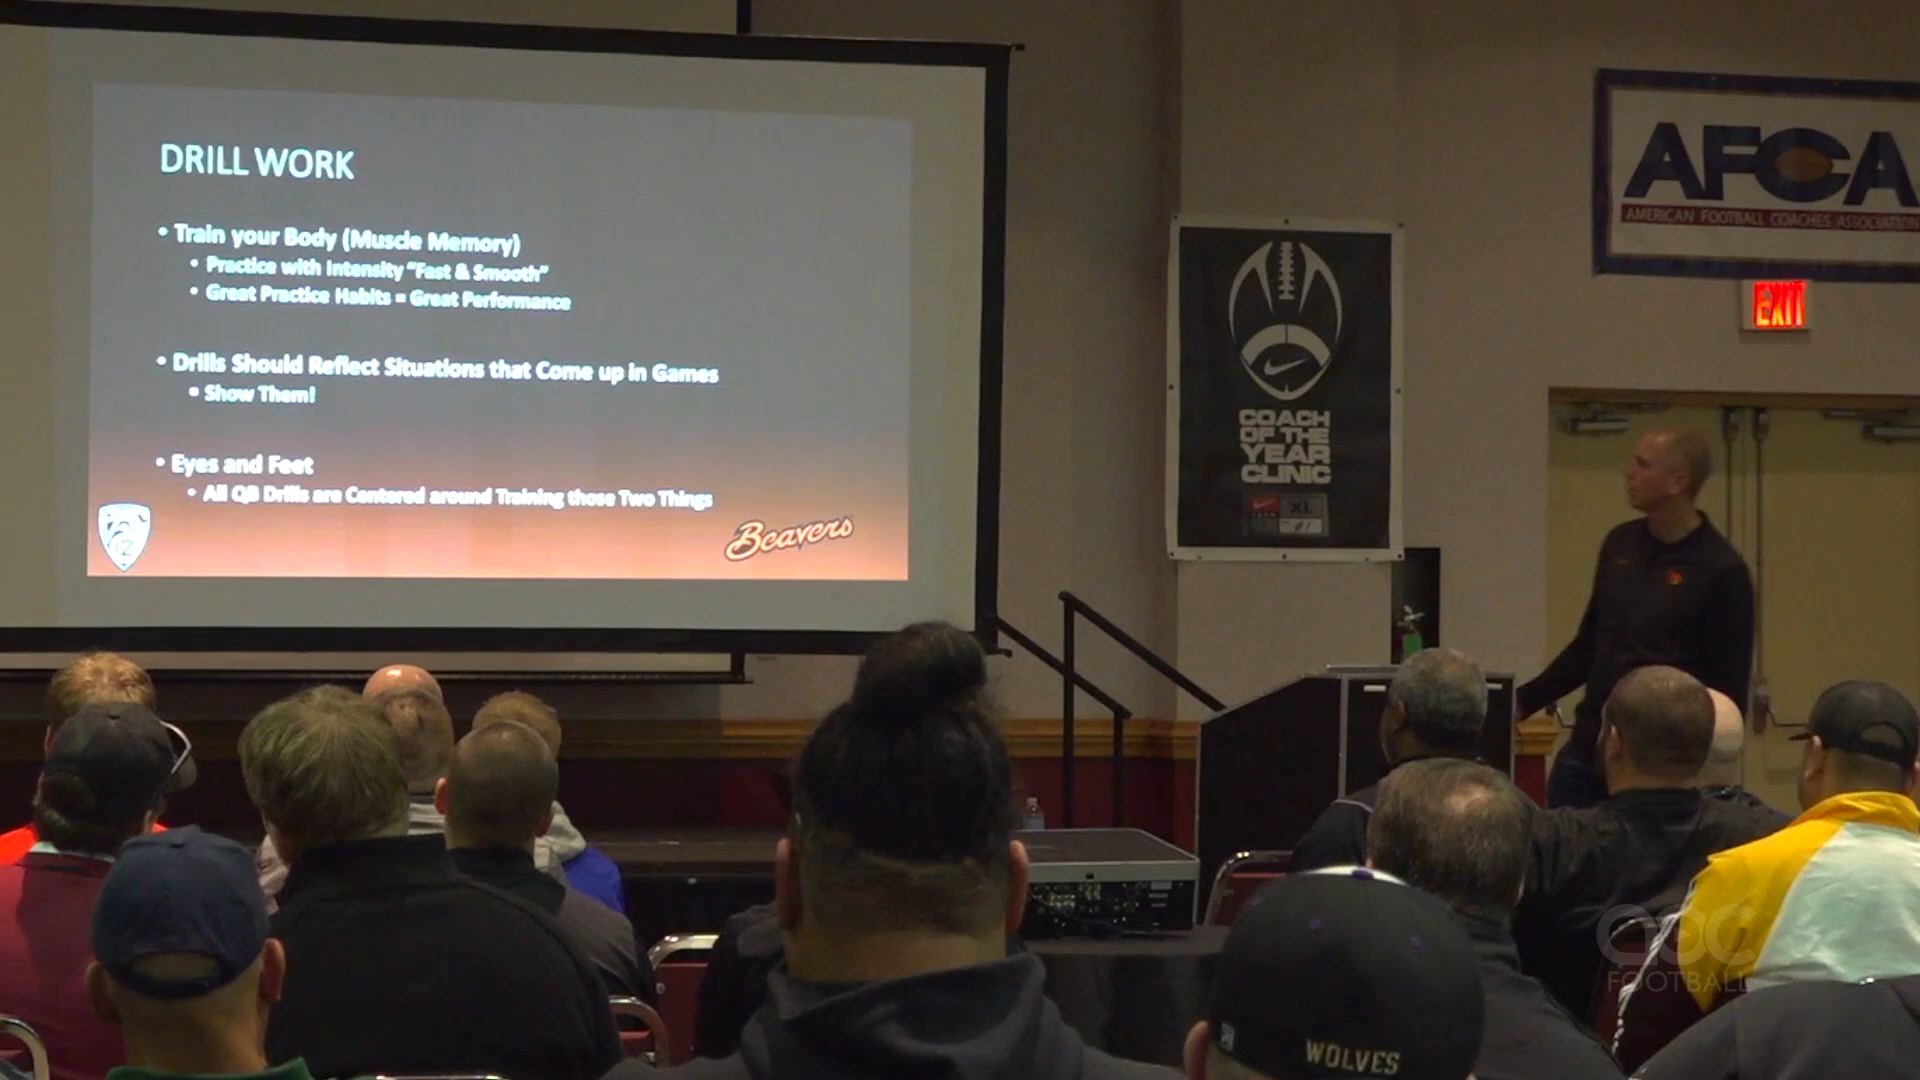 DRILL WORK
• Train your Body (Muscle Memory)
• Practice with Intensity "Fast & Smooth"
• Great Practice Habits = Great Performance
• Drills Should Reflect Situations that Come up in Games
• Show Them!
• Eyes and Feet
• All QB Drills are Centered around Training those Two Things
12
Beavers
COACH
OF THE
YEAR
CLINIC
XL
AFCA
AMERICAN FOOTBALL COACHES ASSOCIATION
EXIT
WOLVES
FOOTBALL